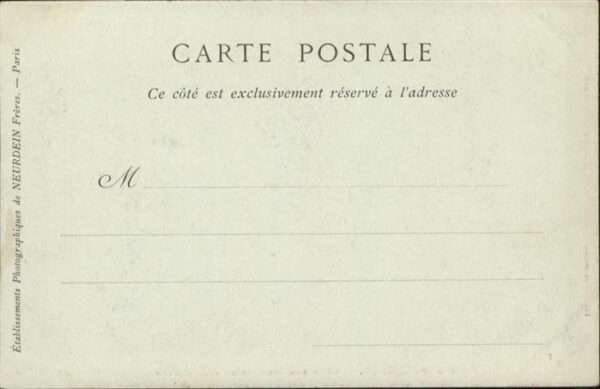 CARTE POSTALE
Ce côté est exclusivement réservé à l'adresse
M
Établissements Photographiques de NEURDEIN Frères. — Paris